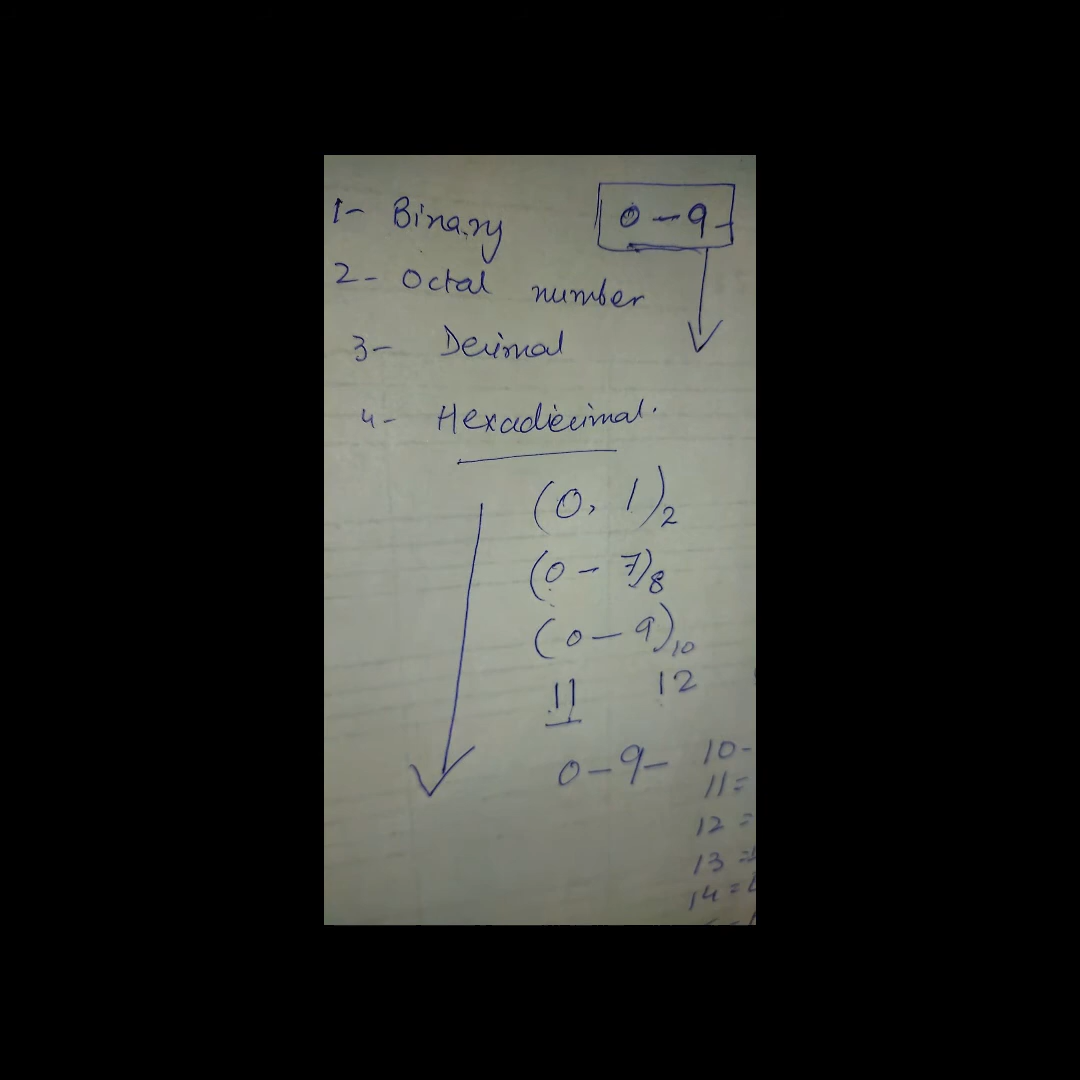 1- Binary
0-9-
2- Octal number
3- Decimal
4- Hexadiecimal.
(0, 1)2
(0 - 7)8
(0 - 9)10
11 12
0-9- 10-
11=
12 =
13 =
14 =